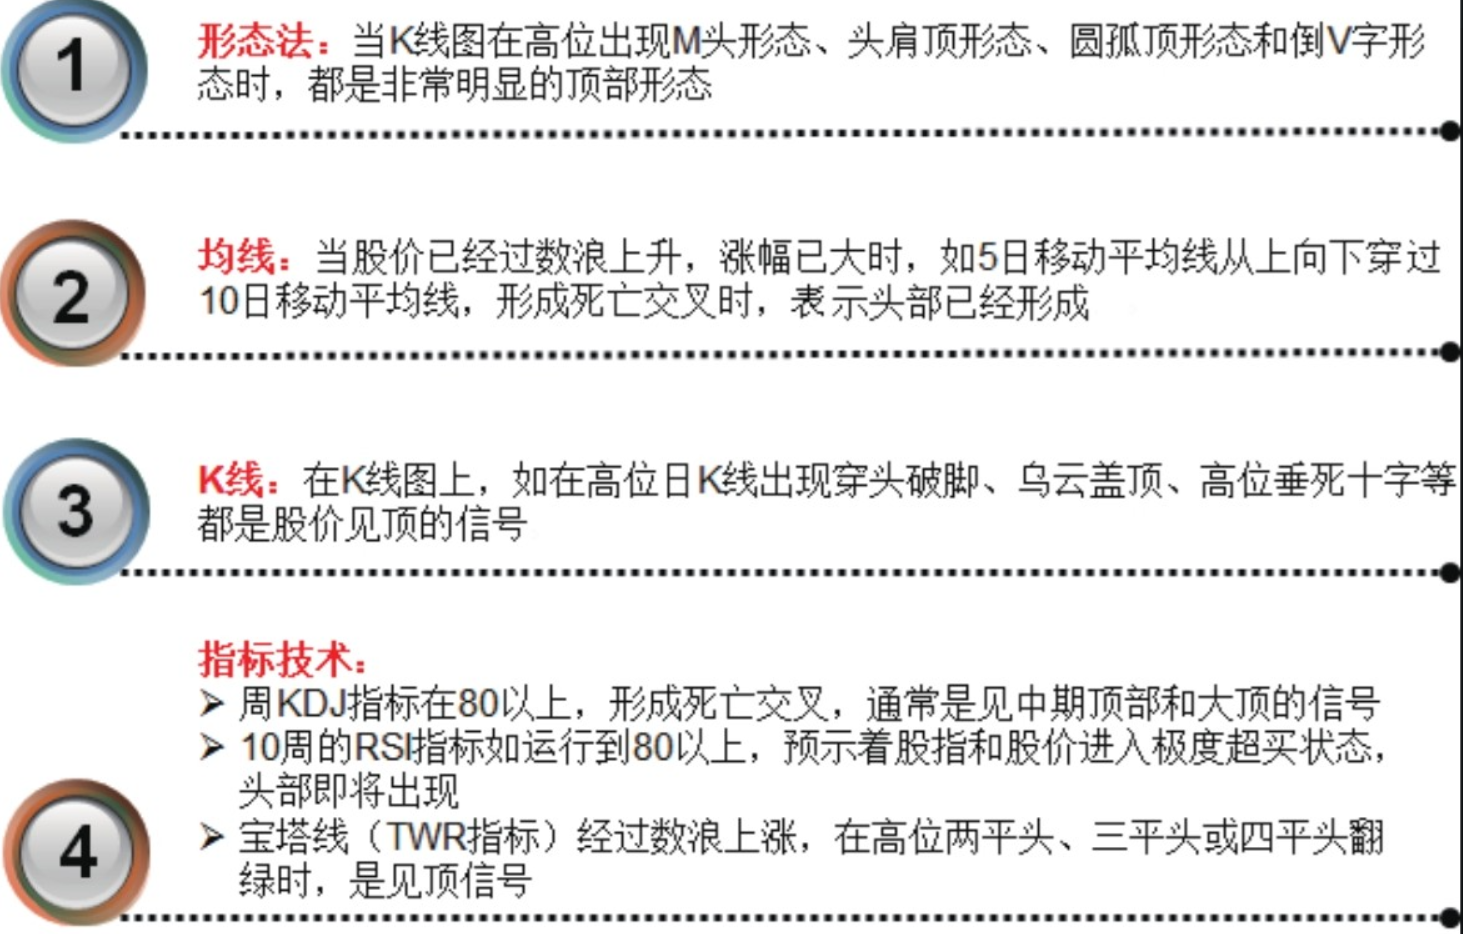 1
形态法：当K线图在高位出现M头形态、头肩顶形态、圆孤顶形态和倒V字形
态时，都是非常明显的顶部形态
2
均线：当股价已经过数浪上升，涨幅已大时，如5日移动平均线从上向下穿过
10日移动平均线，形成死亡交叉时，表示头部已经形成
3
K线：在K线图上，如在高位日K线出现穿头破脚、乌云盖顶、高位垂死十字等
都是股价见顶的信号
4
指标技术：
➢ 周KDJ指标在80以上，形成死亡交叉，通常是见中期顶部和大顶的信号
➢ 10周的RSI指标如运行到80以上，预示着股指和股价进入极度超买状态，
头部即将出现
➢ 宝塔线（TWR指标）经过数浪上涨，在高位两平头、三平头或四平头翻
绿时，是见顶信号